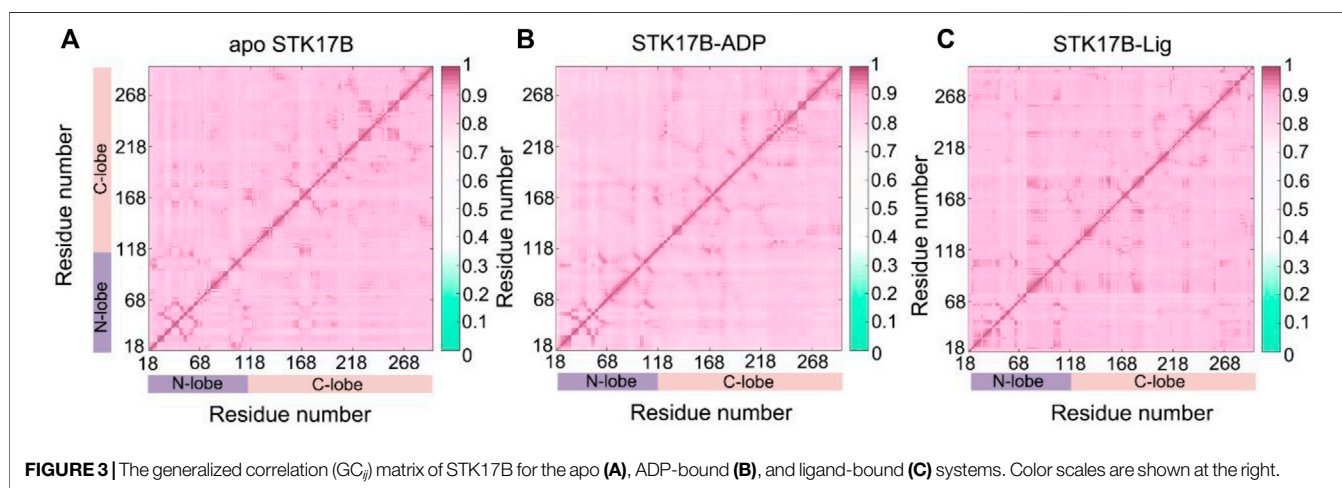 A
apo STK17B
Residue number
C-lobe
N-lobe
268
218
168
118
68
18
18 68 118 168 218 268
N-lobe C-lobe
Residue number
1
0.9
0.8
0.7
0.6
0.5
0.4
0.3
0.2
0.1
0
B
STK17B-ADP
Residue number
268
218
168
118
68
18
18 68 118 168 218 268
N-lobe C-lobe
Residue number
1
0.9
0.8
0.7
0.6
0.5
0.4
0.3
0.2
0.1
0
C
STK17B-Lig
Residue number
268
218
168
118
68
18
18 68 118 168 218 268
N-lobe C-lobe
Residue number
1
0.9
0.8
0.7
0.6
0.5
0.4
0.3
0.2
0.1
0
FIGURE 3 | The generalized correlation (GCij) matrix of STK17B for the apo (A), ADP-bound (B), and ligand-bound (C) systems. Color scales are shown at the right.